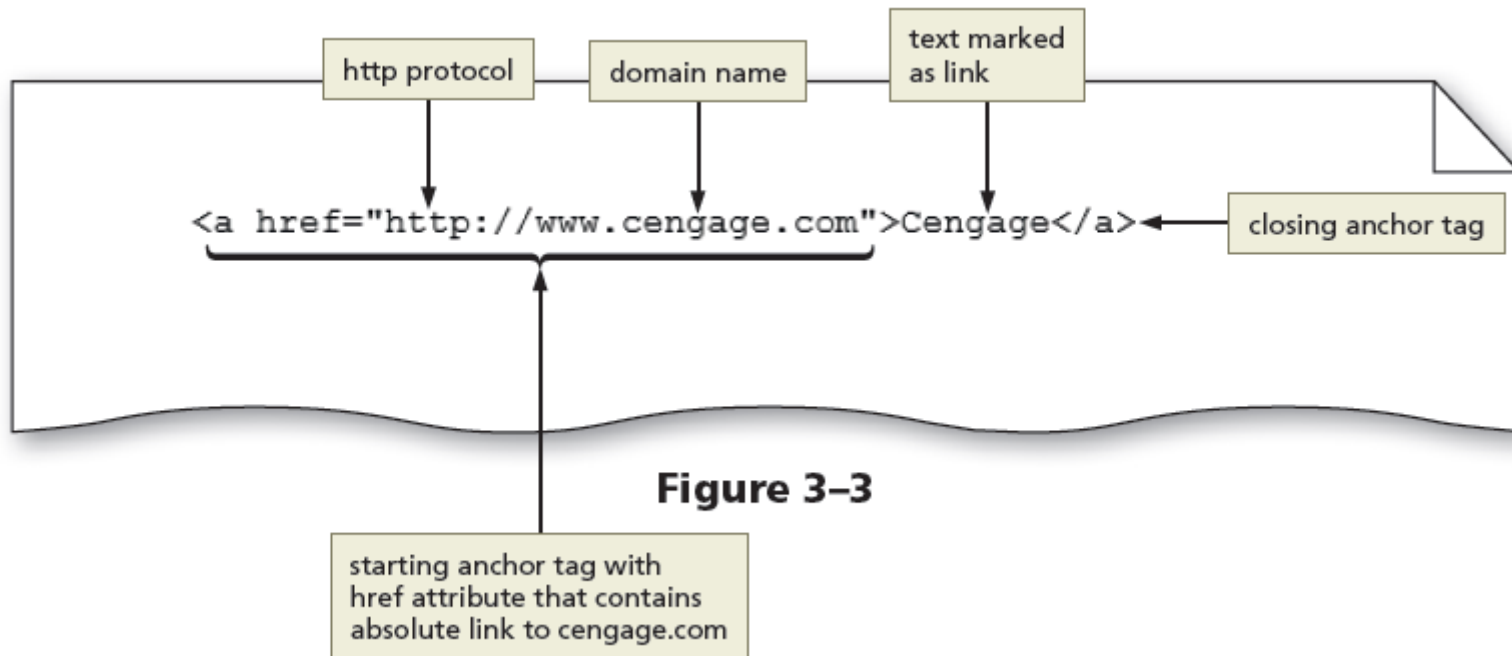 http protocol
domain name
text marked
as link
<a href="http://www.cengage.com">Cengage</a>
closing anchor tag
Figure 3–3
starting anchor tag with
href attribute that contains
absolute link to cengage.com